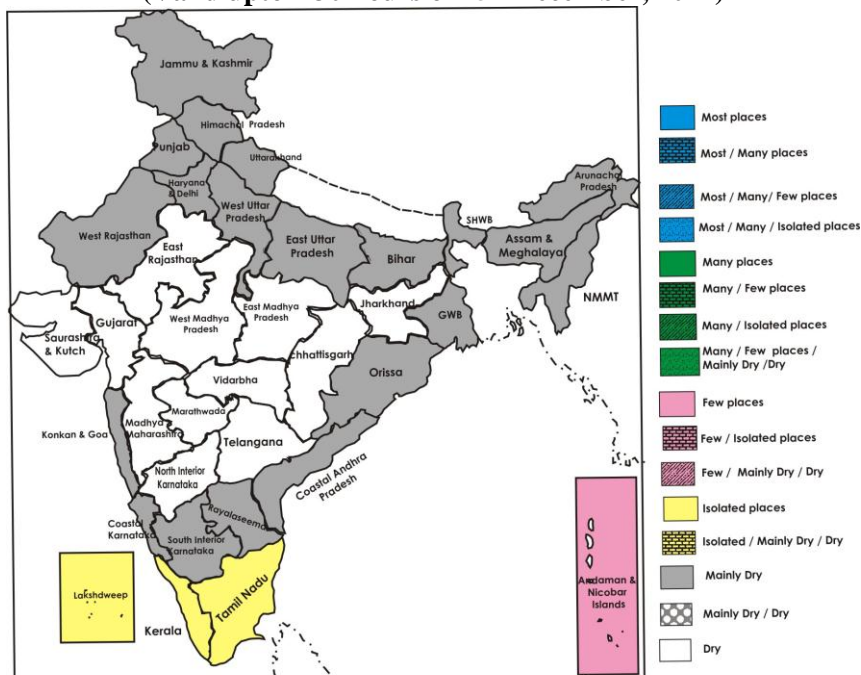 Jammu & Kashmir
Himachal Pradesh
Punjab
Uttarakhand
Haryana
& Delhi
West Uttar
Pradesh
Arunachal
Pradesh
West Rajasthan
SHWB
East
Rajasthan
East Uttar
Pradesh
Bihar
Assam &
Meghalaya
Jharkhand
NMMT
Gujarat
West Madhya
Pradesh
East Madhya
Pradesh
GWB
Saurashtra
& Kutch
Chhattisgarh
Orissa
Vidarbha
Marathwada
Konkan & Goa
Madhya
Maharashtra
Telangana
North Interior
Karnataka
Coastal Andhra
Pradesh
Rayalaseema
Coastal
Karnataka
South Interior
Karnataka
Lakshdweep
Tamil Nadu
Kerala
Andaman &
Nicobar
Islands
Most places
Most / Many places
Most / Many/ Few places
Most / Many / Isolated places
Many places
Many / Few places
Many / Isolated places
Many / Few places /
Mainly Dry /Dry
Few places
Few / Isolated places
Few / Mainly Dry / Dry
Isolated places
Isolated / Mainly Dry / Dry
Mainly Dry
Mainly Dry / Dry
Dry